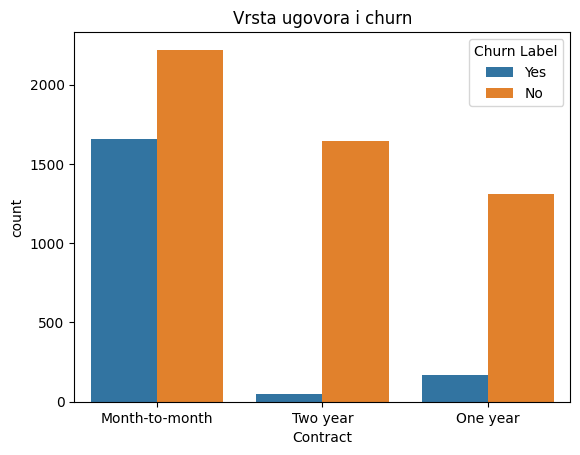 Vrsta ugovora i churn
Churn Label
Yes
No
count
2000
1500
1000
500
0
Month-to-month
Two year
One year
Contract